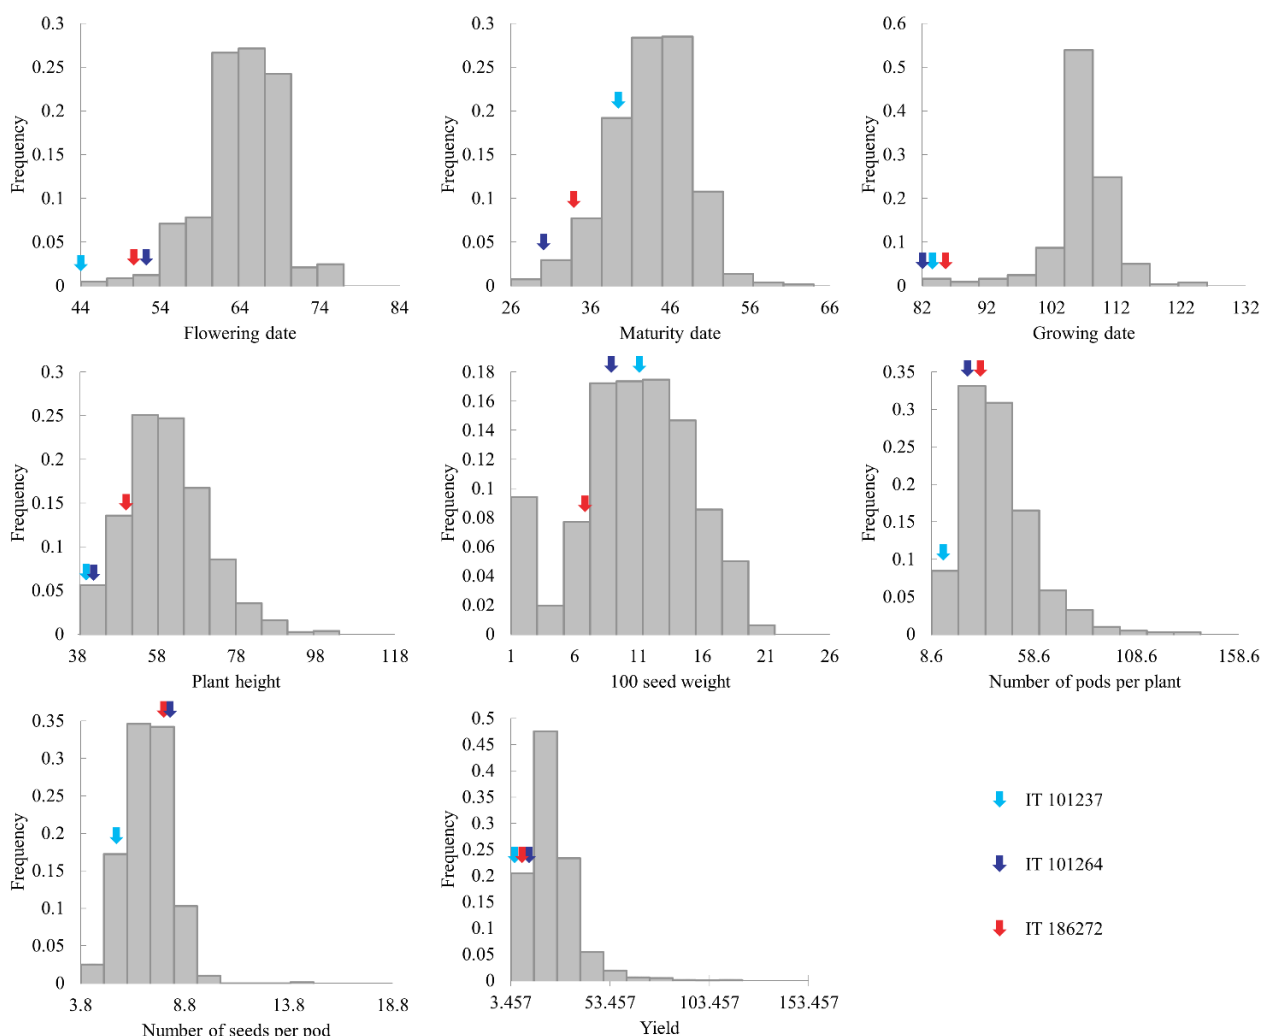 0.3
0.25
0.2
0.15
0.1
0.05
0
Frequency
44 54 64 74 84
Flowering date
0.3
0.25
0.2
0.15
0.1
0.05
0
Frequency
26 36 46 56 66
Maturity date
0.6
0.5
0.4
0.3
0.2
0.1
0
Frequency
82 92 102 112 122 132
Growing date
0.3
0.25
0.2
0.15
0.1
0.05
0
Frequency
38 58 78 98 118
Plant height
0.18
0.16
0.14
0.12
0.1
0.08
0.06
0.04
0.02
0
Frequency
1 6 11 16 21 26
100 seed weight
0.35
0.3
0.25
0.2
0.15
0.1
0.05
0
Frequency
8.6 58.6 108.6 158.6
Number of pods per plant
0.35
0.3
0.25
0.2
0.15
0.1
0.05
0
Frequency
3.8 8.8 13.8 18.8
Number of seeds per pod
0.5
0.45
0.4
0.35
0.3
0.25
0.2
0.15
0.1
0.05
0
Frequency
3.457 53.457 103.457 153.457
Yield
IT 101237
IT 101264
IT 186272